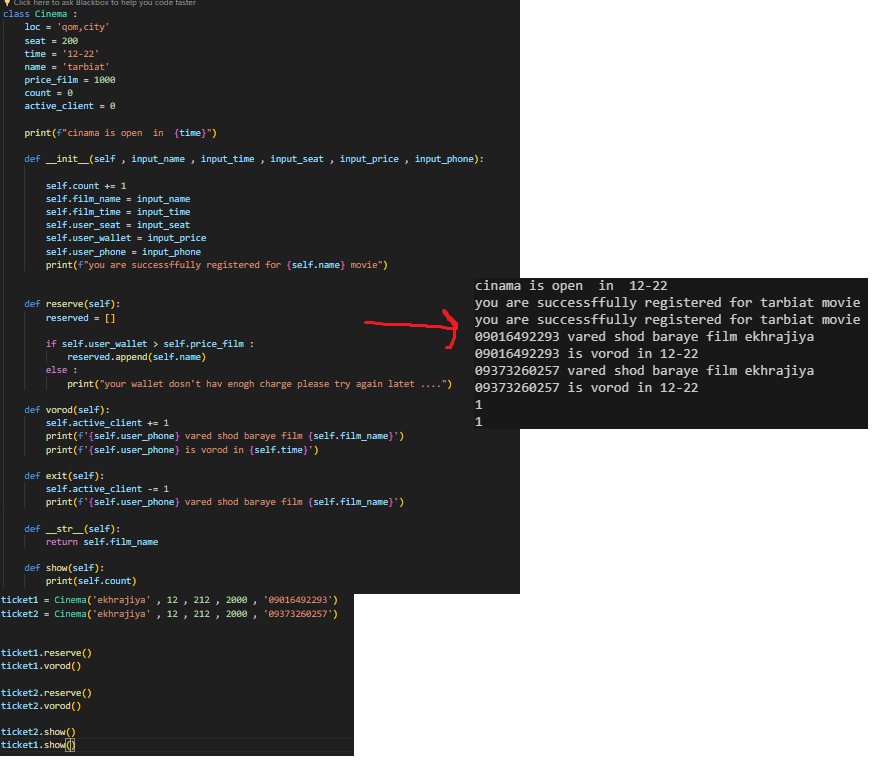 Click here to ask Blackbox to help you code faster
class Cinema :
    loc = 'qom,city'
    seat = 200
    time = '12-22'
    name = 'tarbiat'
    price_film = 1000
    count = 0
    active_client = 0
    print(f"cinama is open  in  {time}")
    def __init__(self , input_name , input_time , input_seat , input_price , input_phone):
        self.count += 1
        self.film_name = input_name
        self.film_time = input_time
        self.user_seat = input_seat
        self.user_wallet = input_price
        self.user_phone = input_phone
        print(f"you are successffully registered for {self.name} movie")
    def reserve(self):
        reserved = []
        if self.user_wallet > self.price_film :
            reserved.append(self.name)
        else :
            print("your wallet dosn't hav enogh charge please try again latet ....")
    def vorod(self):
        self.active_client += 1
        print(f'{self.user_phone} vared shod baraye film {self.film_name}')
        print(f'{self.user_phone} is vorod in {self.time}')
    def exit(self):
        self.active_client -= 1
        print(f'{self.user_phone} vared shod baraye film {self.film_name}')
    def __str__(self):
        return self.film_name
    def show(self):
        print(self.count)
ticket1 = Cinema('ekhrajiya' , 12 , 212 , 2000 , '09016492293')
ticket2 = Cinema('ekhrajiya' , 12 , 212 , 2000 , '09373260257')
ticket1.reserve()
ticket1.vorod()
ticket2.reserve()
ticket2.vorod()
ticket2.show()
ticket1.show()
cinama is open  in  12-22
you are successffully registered for tarbiat movie
you are successffully registered for tarbiat movie
09016492293 vared shod baraye film ekhrajiya
09016492293 is vorod in 12-22
09373260257 vared shod baraye film ekhrajiya
09373260257 is vorod in 12-22
1
1